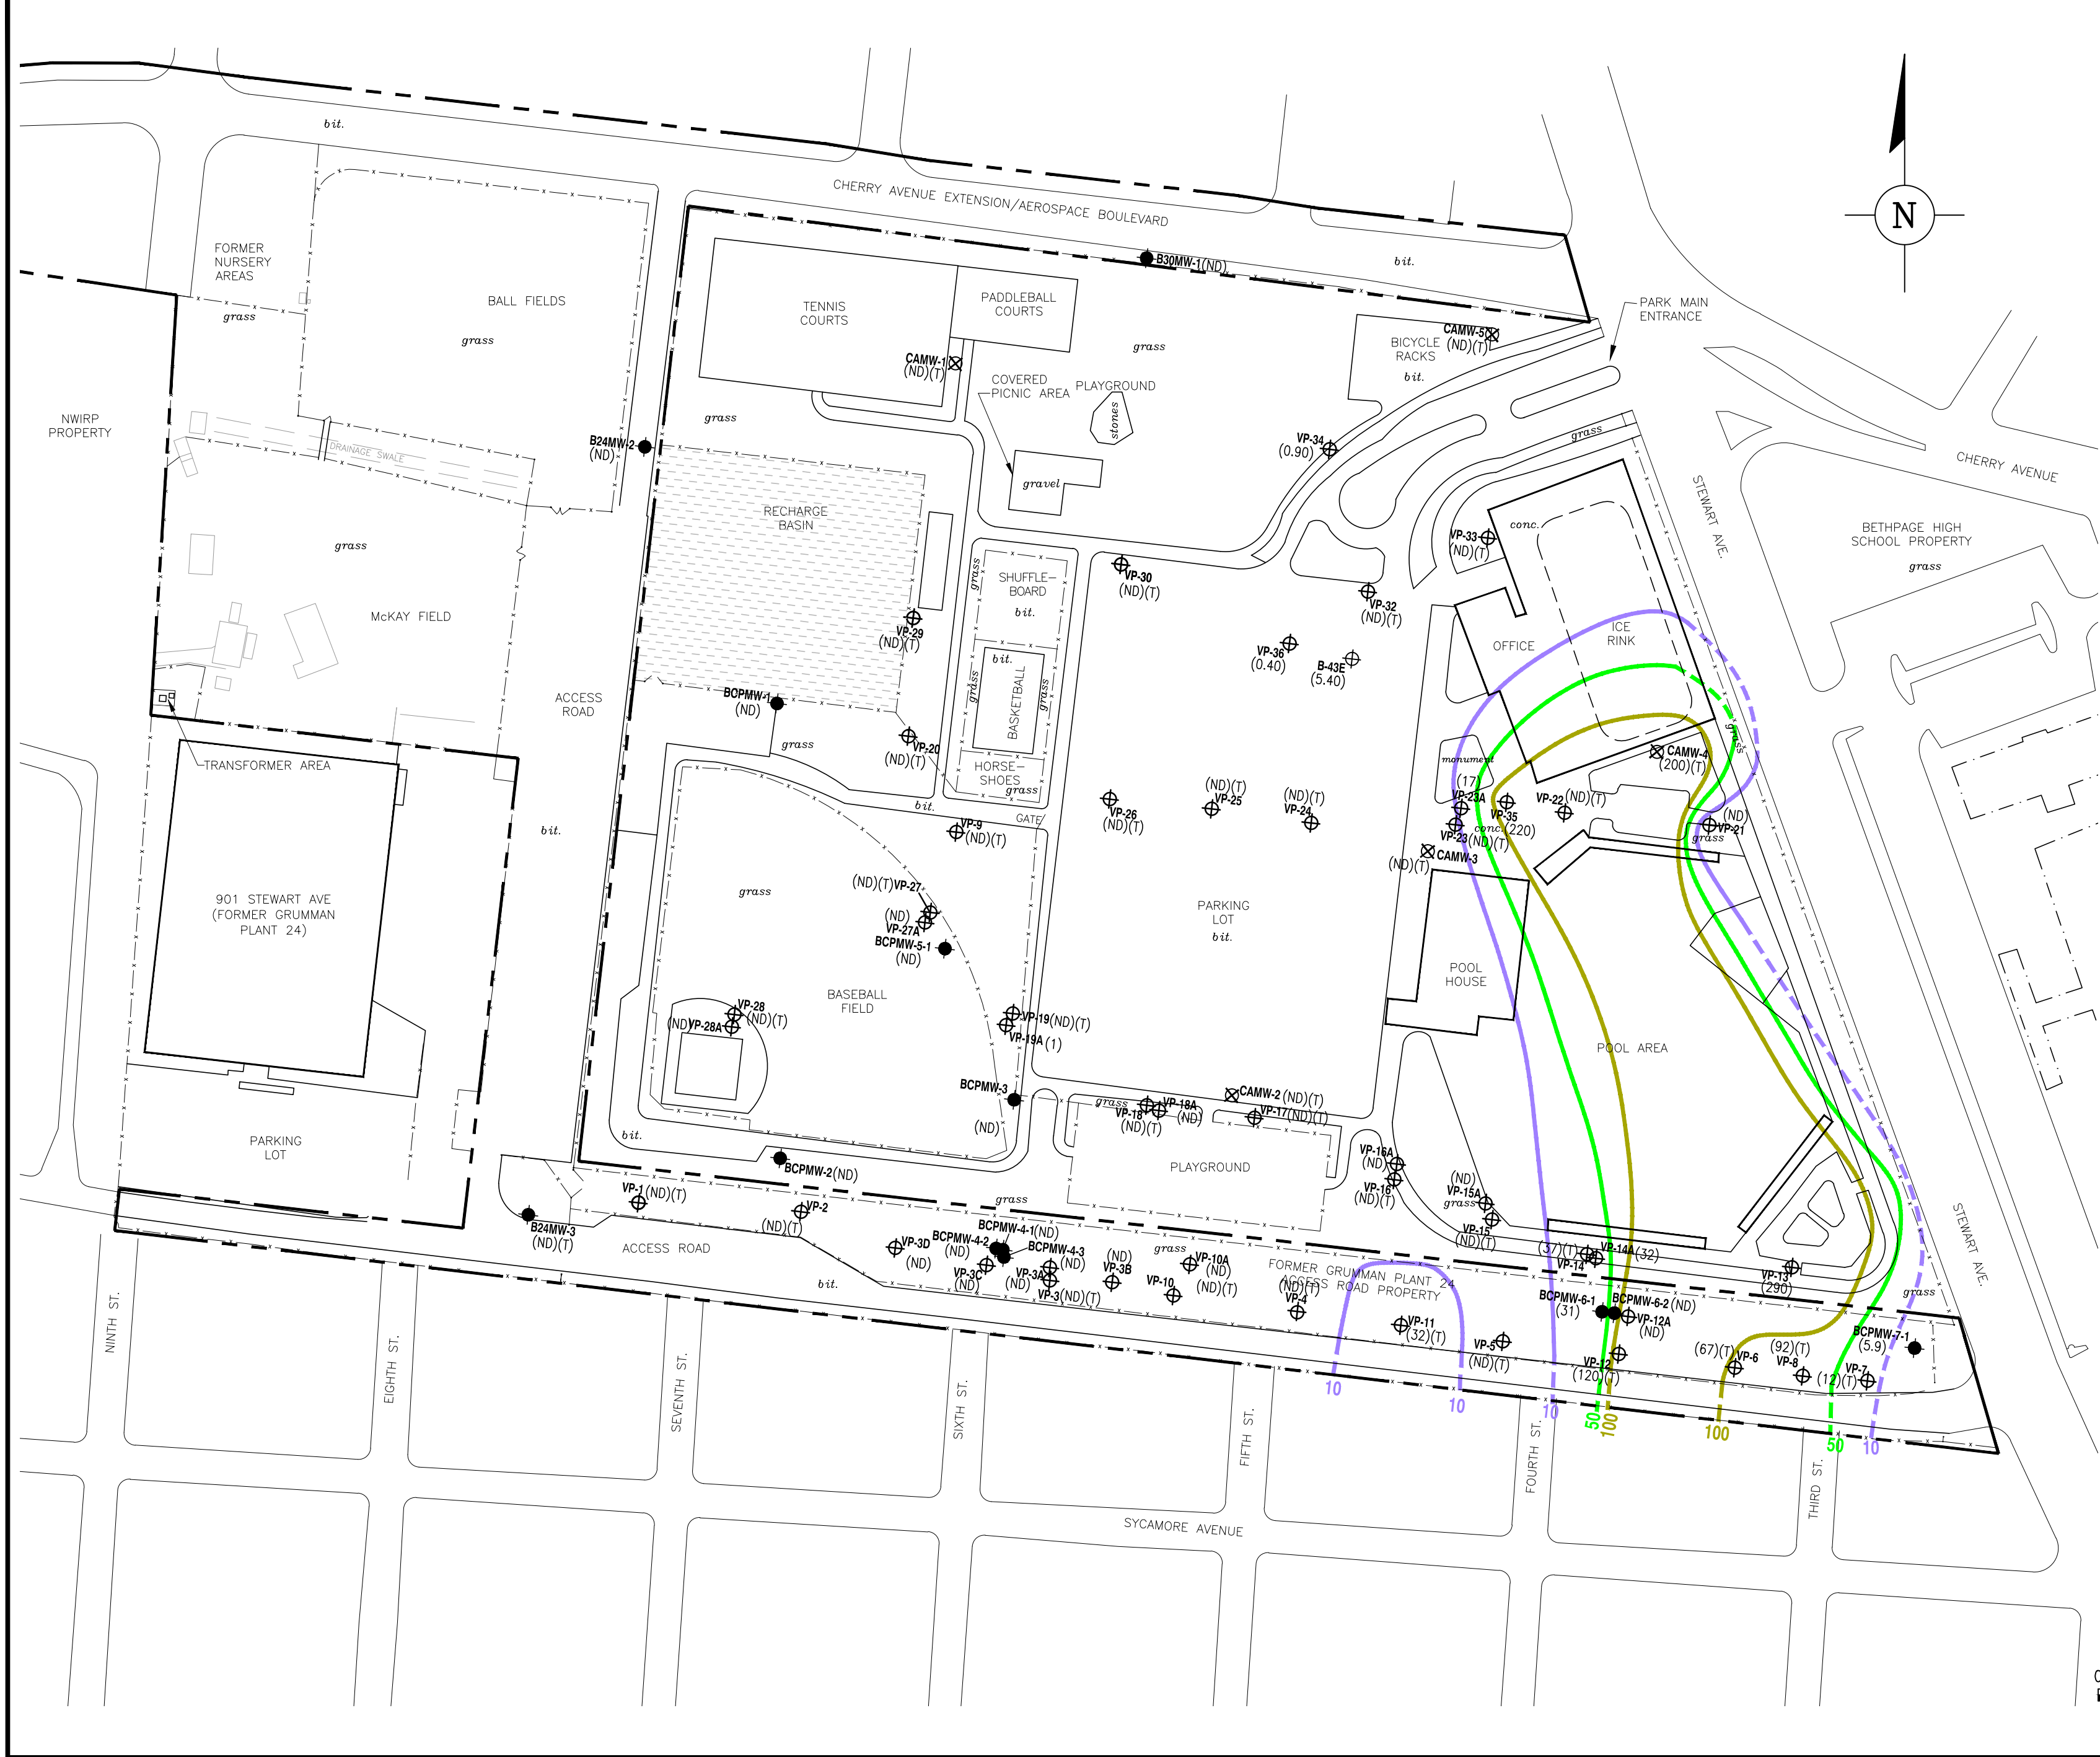 bit.
CHERRY AVENUE EXTENSION/AEROSPACE BOULEVARD
N
FORMER
NURSERY
AREAS
grass
BALL FIELDS
grass
B30MW-1(ND)
bit.
PARK MAIN
ENTRANCE
TENNIS
COURTS
PADDLEBALL
COURTS
grass
CAMW-5
(ND)(T)
BICYCLE
RACKS
bit.
CAMW-1
(ND)(T)
COVERED
PICNIC AREA
PLAYGROUND
stones
NWIRP
PROPERTY
grass
DRAINAGE SWALE
B24MW-2
(ND)
VP-34
(0.90)
grass
STEWART AVE.
CHERRY AVENUE
gravel
RECHARGE
BASIN
grass
conc.
VP-33
(ND)(T)
BETHPAGE HIGH
SCHOOL PROPERTY
grass
SHUFFLE-
BOARD
bit.
grass
VP-30
(ND)(T)
VP-32
(ND)(T)
McKAY FIELD
VP-29
(ND)(T)
VP-36
(0.40)
B-43E
(5.40)
OFFICE
ICE
RINK
bit.
BASKETBALL
grass
grass
ACCESS
ROAD
BCPMW-1
(ND)
grass
VP-20
(ND)(T)
HORSE-
SHOES
grass
TRANSFORMER AREA
monument
(17)
VP-23A
CAMW-4
(200)(T)
grass
bit.
GATE
VP-26
(ND)(T)
(ND)(T)
VP-25
(ND)(T)
VP-24
VP-35
(220)
conc.
VP-22
(ND)(T)
(ND)
VP-21
grass
VP-23(ND)(T)
bit.
VP-9
(ND)(T)
(ND)(T)
CAMW-3
901 STEWART AVE
(FORMER GRUMMAN
PLANT 24)
grass
(ND)(T)VP-27
(ND)
VP-27A
BCPMW-5-1
(ND)
PARKING
LOT
bit.
POOL
HOUSE
BASEBALL
FIELD
VP-28
(ND)(T)
(ND)VP-28A
VP-19(ND)(T)
VP-19A(1)
POOL AREA
BCPMW-3
(ND)
grass
VP-18
(ND)(T)
VP-18A
(ND)
CAMW-2(ND)(T)
VP-17(ND)(T)
PARKING
LOT
bit.
BCPMW-2(ND)
PLAYGROUND
VP-16A
(ND)
VP-16
(ND)(T)
(ND)
VP-15A
grass
VP-15
(ND)(T)
VP-1(ND)(T)
VP-2
(ND)(T)
grass
B24MW-3
(ND)(T)
ACCESS ROAD
bit.
VP-3D
(ND)
BCPMW-4-1(ND)
BCPMW-4-2
(ND)
BCPMW-4-3
(ND)
VP-3C
(ND)
VP-3A
(ND)
VP-3(ND)(T)
(ND)
VP-3B
grass
VP-10A
(ND)
VP-10
(ND)(T)
FORMER GRUMMAN PLANT 24
ACCESS ROAD PROPERTY
(ND)(T)
VP-4
VP-11
(32)(T)
VP-5
(ND)(T)
(37)(T)
VP-14
VP-14A(32)
BCPMW-6-1
(31)
BCPMW-6-2(ND)
VP-12A
(ND)
VP-12
(120)(T)
VP-13
(290)
grass
(67)(T)
VP-6
(92)(T)
VP-8
VP-7
(12)(T)
BCPMW-7-1
(5.9)
STEWART AVE.
10
10
10
50
100
100
50
10
NINTH ST.
EIGHTH ST.
SEVENTH ST.
SIXTH ST.
FIFTH ST.
FOURTH ST.
THIRD ST.
SYCAMORE AVENUE